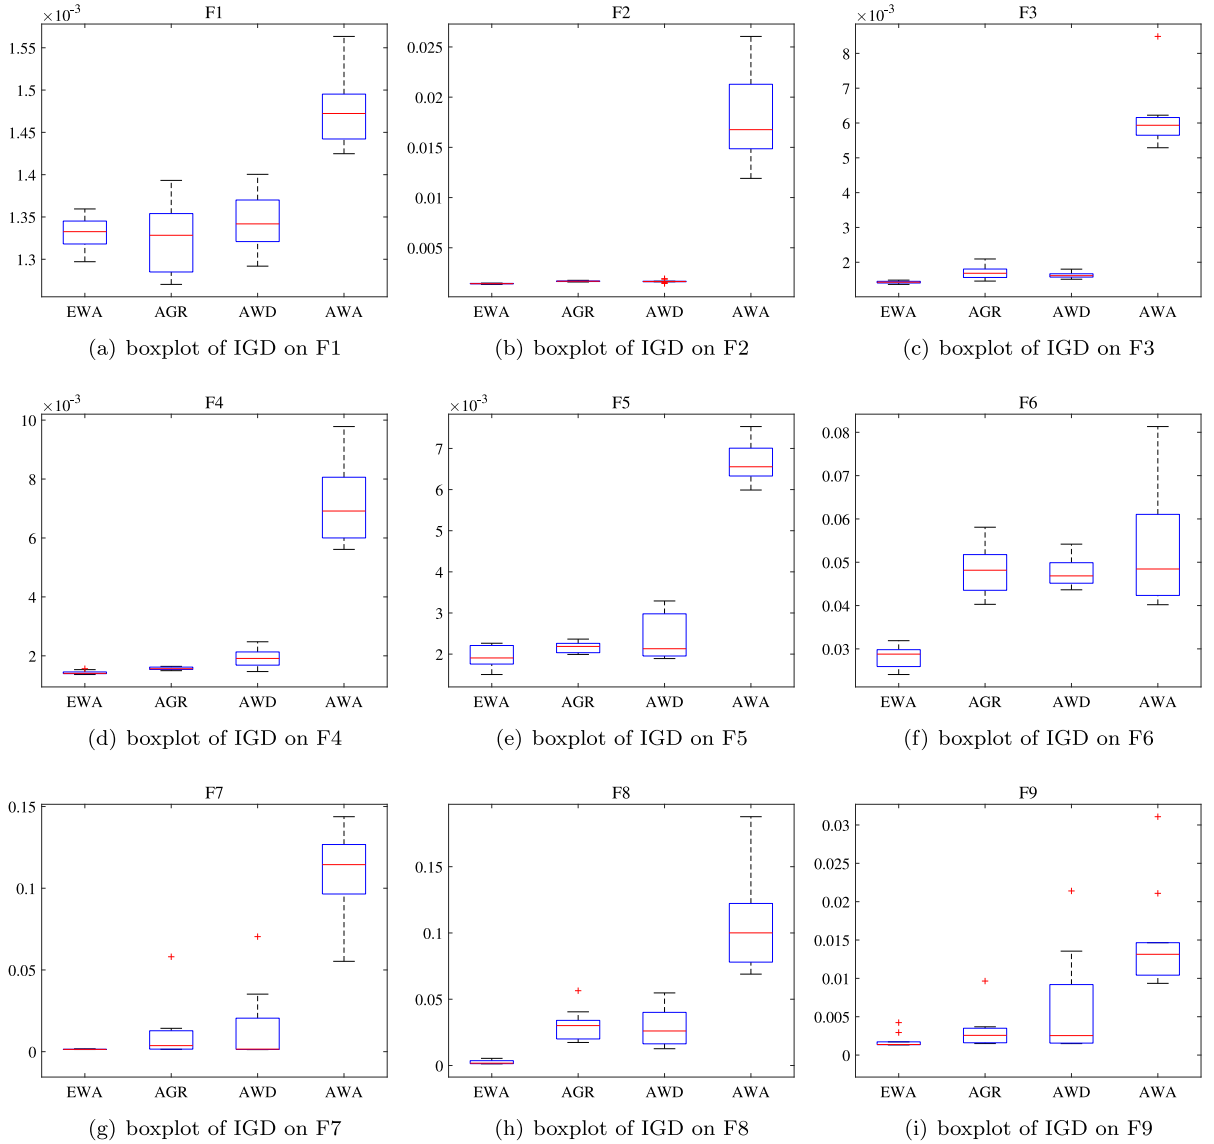 F1
×10⁻³
1.55
1.5
1.45
1.4
1.35
1.3
EWA AGR AWD AWA
(a) boxplot of IGD on F1
F2
0.025
0.02
0.015
0.01
0.005
EWA AGR AWD AWA
(b) boxplot of IGD on F2
F3
×10⁻³
8
6
4
2
EWA AGR AWD AWA
(c) boxplot of IGD on F3
F4
×10⁻³
10
8
6
4
2
EWA AGR AWD AWA
(d) boxplot of IGD on F4
F5
×10⁻³
7
6
5
4
3
2
EWA AGR AWD AWA
(e) boxplot of IGD on F5
F6
0.08
0.07
0.06
0.05
0.04
0.03
EWA AGR AWD AWA
(f) boxplot of IGD on F6
F7
0.15
0.1
0.05
0
EWA AGR AWD AWA
(g) boxplot of IGD on F7
F8
0.15
0.1
0.05
0
EWA AGR AWD AWA
(h) boxplot of IGD on F8
F9
0.03
0.025
0.02
0.015
0.01
0.005
0
EWA AGR AWD AWA
(i) boxplot of IGD on F9